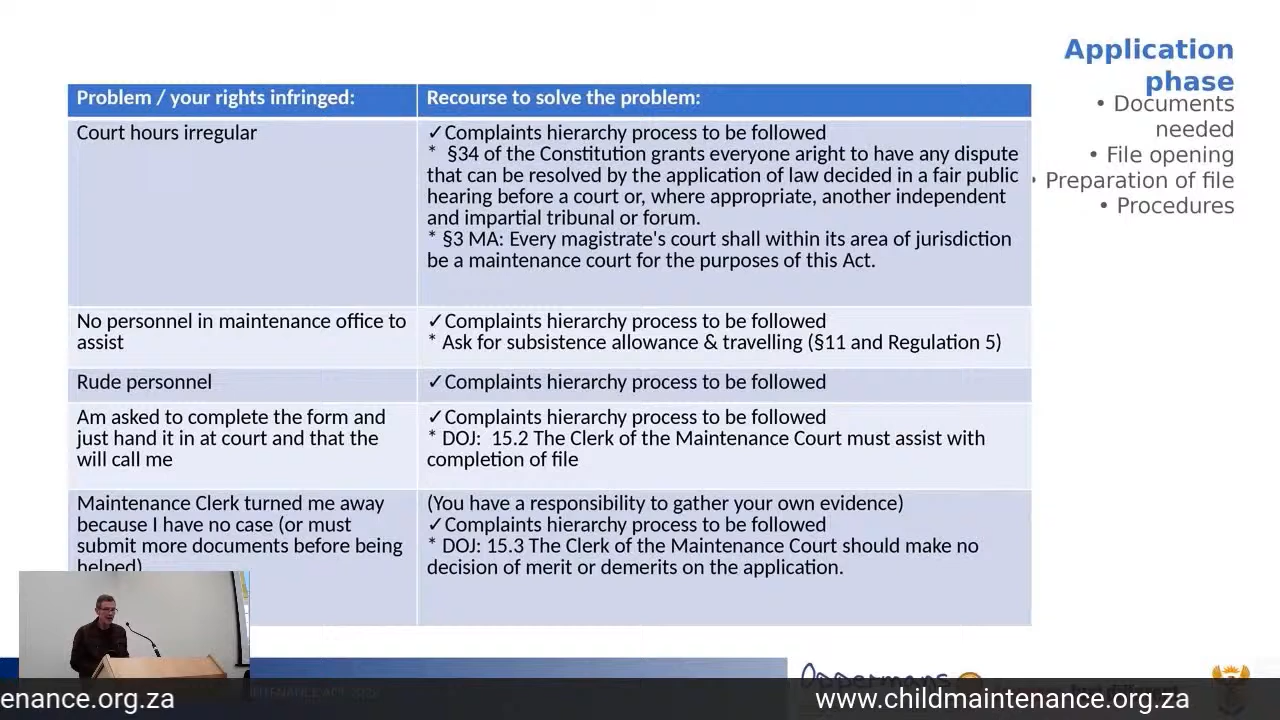 Application
phase
• Documents
needed
• File opening
• Preparation of file
• Procedures
Problem / your rights infringed:
Recourse to solve the problem:
Court hours irregular
✓Complaints hierarchy process to be followed
* §34 of the Constitution grants everyone aright to have any dispute
that can be resolved by the application of law decided in a fair public
hearing before a court or, where appropriate, another independent
and impartial tribunal or forum.
* §3 MA: Every magistrate's court shall within its area of jurisdiction
be a maintenance court for the purposes of this Act.
No personnel in maintenance office to
assist
✓Complaints hierarchy process to be followed
* Ask for subsistence allowance & travelling (§11 and Regulation 5)
Rude personnel
✓Complaints hierarchy process to be followed
Am asked to complete the form and
just hand it in at court and that the
will call me
✓Complaints hierarchy process to be followed
* DOJ: 15.2 The Clerk of the Maintenance Court must assist with
completion of file
Maintenance Clerk turned me away
because I have no case (or must
submit more documents before being
helped)
(You have a responsibility to gather your own evidence)
✓Complaints hierarchy process to be followed
* DOJ: 15.3 The Clerk of the Maintenance Court should make no
decision of merit or demerits on the application.
Oppermans
enance.org.za
www.childmaintenance.org.za